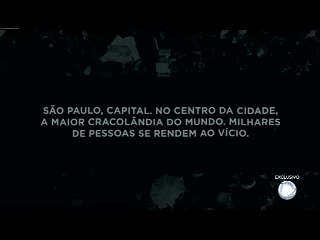 SÃO PAULO, CAPITAL. NO CENTRO DA CIDADE,
A MAIOR CRACOLÂNDIA DO MUNDO. MILHARES
DE PESSOAS SE RENDEM AO VÍCIO.
EXCLUSIVO